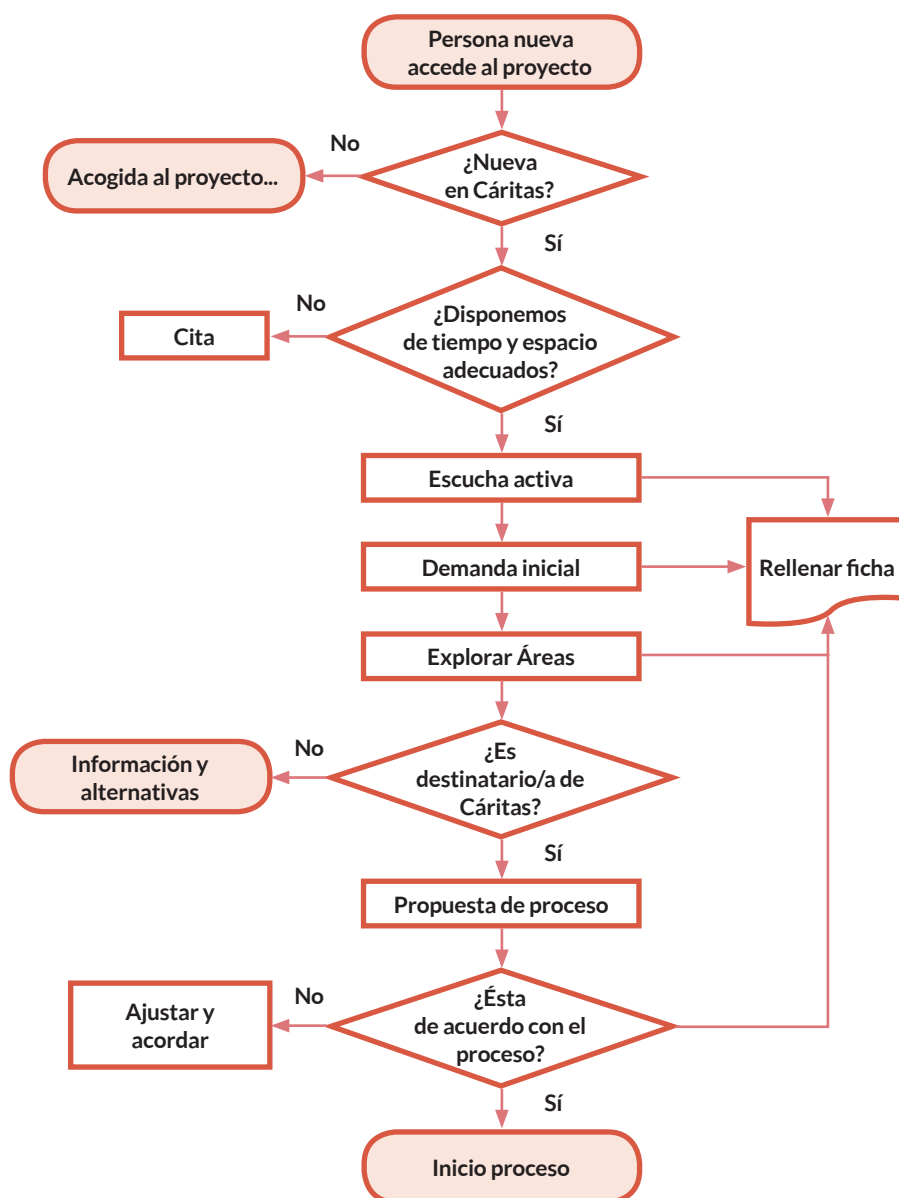 Persona nueva
accede al proyecto
No
¿Nueva
en Cáritas?
Acogida al proyecto...
Sí
No
¿Disponemos
de tiempo y espacio
adecuados?
Cita
Sí
Escucha activa
Demanda inicial
Rellenar ficha
Explorar Áreas
No
¿Es
destinatario/a de
Cáritas?
Información y
alternativas
Sí
Propuesta de proceso
No
¿Ésta
de acuerdo con el
proceso?
Ajustar y
acordar
Sí
Inicio proceso